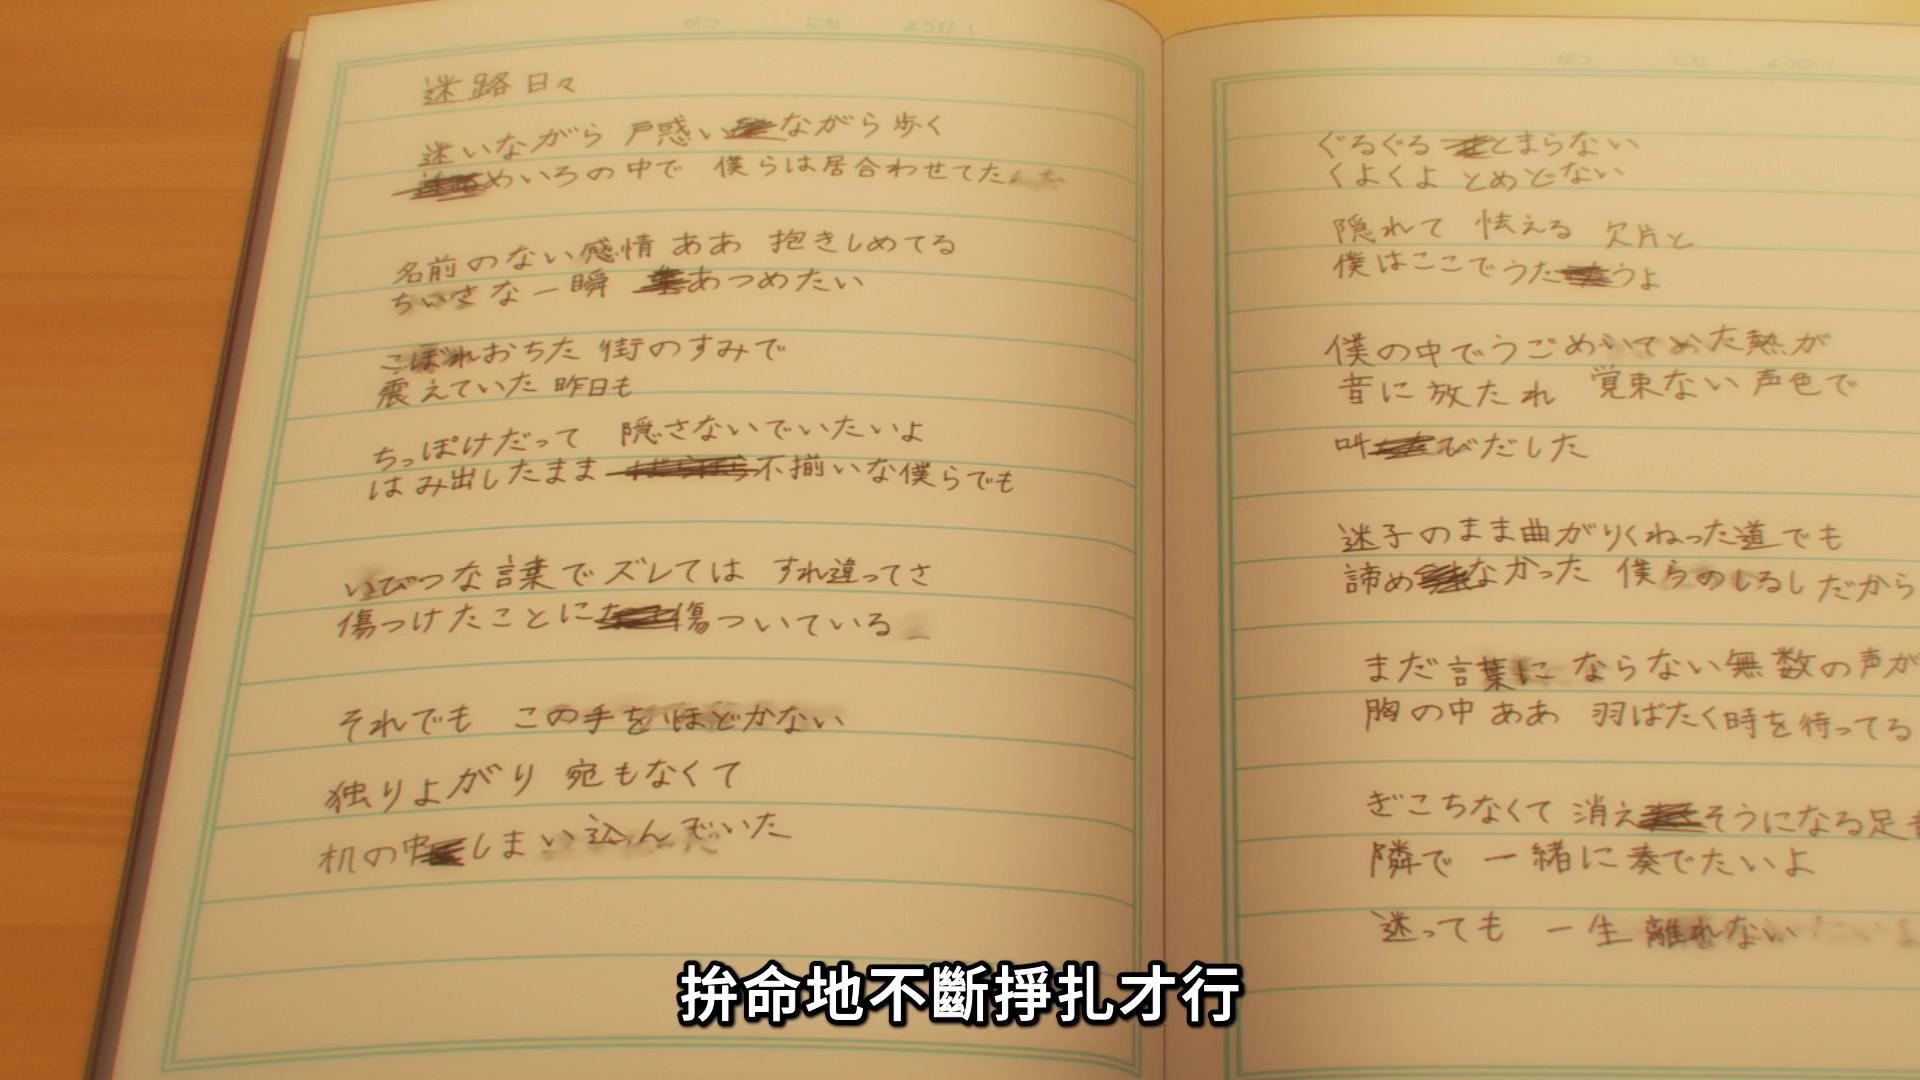 がつ にち ようび
迷路日々
迷いながら 戸惑いながら歩く
めいろの中で 僕らは居合わせてた
名前のない感情 ああ 抱きしめてる
ちいさな一瞬 あつめたい
こぼれおちた 街のすみで
震えていた 昨日も
ちっぽけだって 隠さないでいたいよ
はみ出したまま 不揃いな僕らでも
いびつな言葉でズレては すれ違ってさ
傷つけたことに傷ついている
それでも この手をほどかない
独りよがり 宛もなくて
机の中しまい込んでいた
がつ にち ようび
ぐるぐる とまらない
くよくよ とめどない
隠れて 怯える 欠片と
僕はここでうたうよ
僕の中でうごめいてめた熱が
音に放たれ 覚束ない声色で
叫びだした
迷子のまま曲がりくねった道でも
諦めなかった 僕らのしるしだから
まだ言葉にならない無数の声が
胸の中ああ 羽ばたく時を待ってる
ぎこちなくて 消えそうになる足音
隣で 一緒に奏でたいよ
迷っても 一生離れない
拚命地不斷掙扎才行